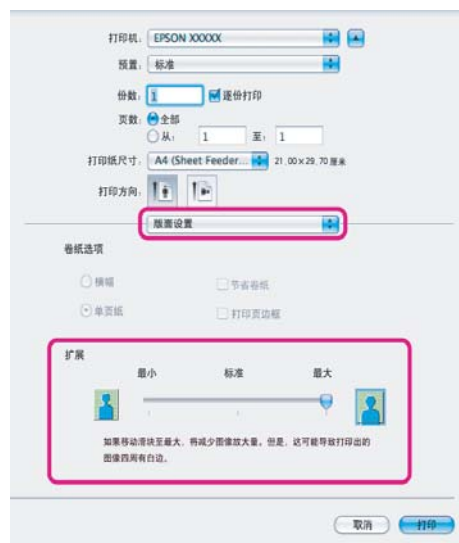 打印机: EPSON XXXXX
预置: 标准
份数: 1 逐份打印
页数: 全部
从: 1 至: 1
打印纸尺寸: A4 (Sheet Feeder... 21.00×29.70 厘米
打印方向:
版面设置
卷纸选项
横幅 节省卷纸
单页纸 打印页边框
扩展
最小 标准 最大
如果移动滑块至最大, 将减少图像放大量。但是, 这可能导致打印出的
图像四周有白边。
取消 打印